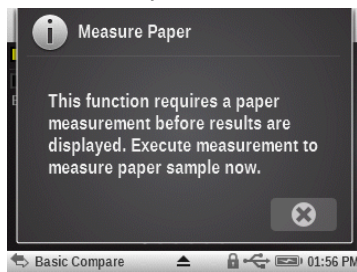 Measure Paper
This function requires a paper
measurement before results are
displayed. Execute measurement to
measure paper sample now.
Basic Compare 01:56 PM